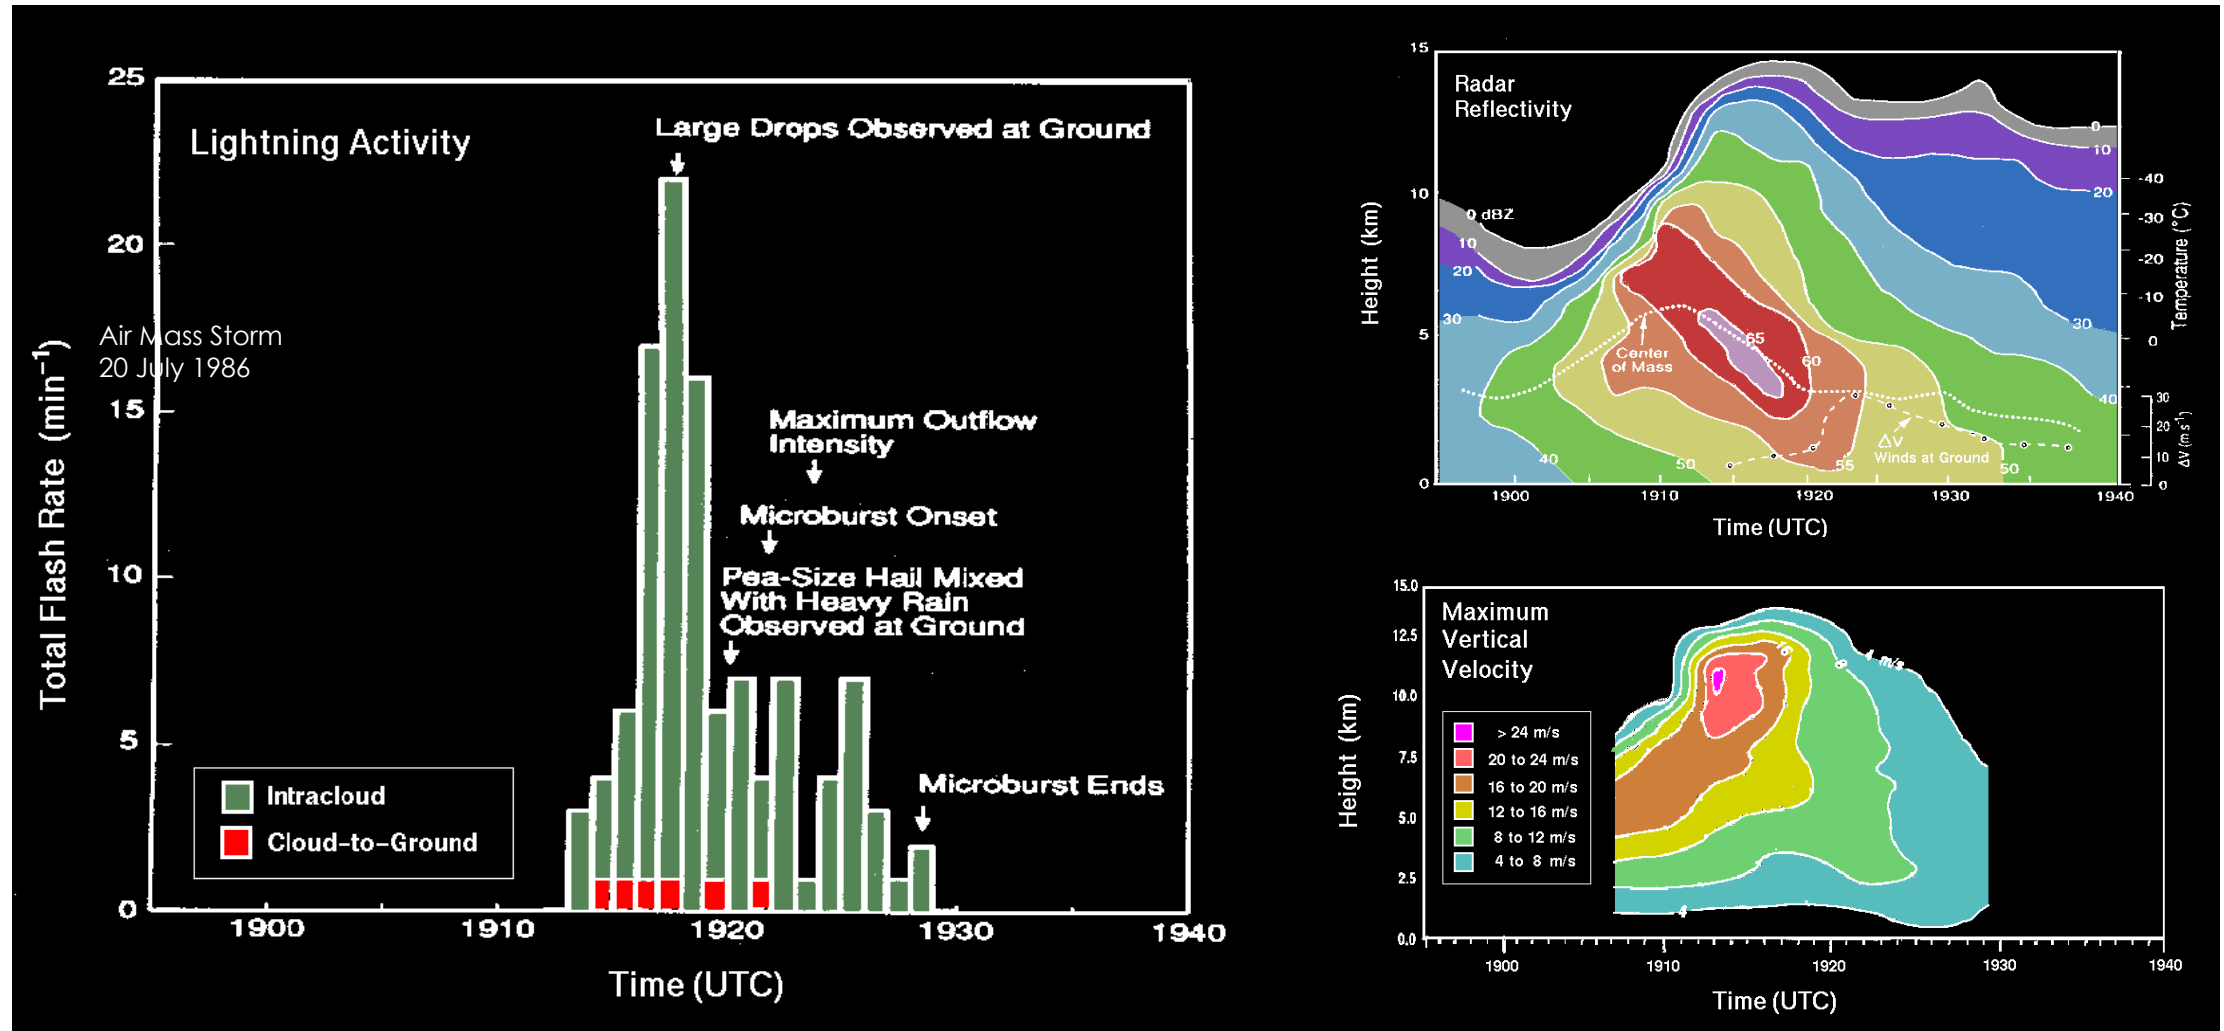 25
20
15
10
5
0
Total Flash Rate (min⁻¹)
Lightning Activity
Air Mass Storm
20 July 1986
Large Drops Observed at Ground
Maximum Outflow
Intensity
Microburst Onset
Pea-Size Hail Mixed
With Heavy Rain
Observed at Ground
Microburst Ends
Intracloud
Cloud-to-Ground
1900 1910 1920 1930 1940
Time (UTC)
15
10
5
0
Height (km)
Radar
Reflectivity
0 dBZ
10
20
30
40
50
55
50
65
60
Center
of Mass
ΔV
Winds at Ground
0
10
20
30
40
-40
-30
-20
-10
0
Temperature (°C)
30
20
10
0
ΔV (m s⁻¹)
1900 1910 1920 1930 1940
Time (UTC)
15.0
12.5
10.0
7.5
5.0
2.5
0.0
Height (km)
Maximum
Vertical
Velocity
> 24 m/s
20 to 24 m/s
16 to 20 m/s
12 to 16 m/s
8 to 12 m/s
4 to 8 m/s
16
8
4 m/s
4
1900 1910 1920 1930 1940
Time (UTC)